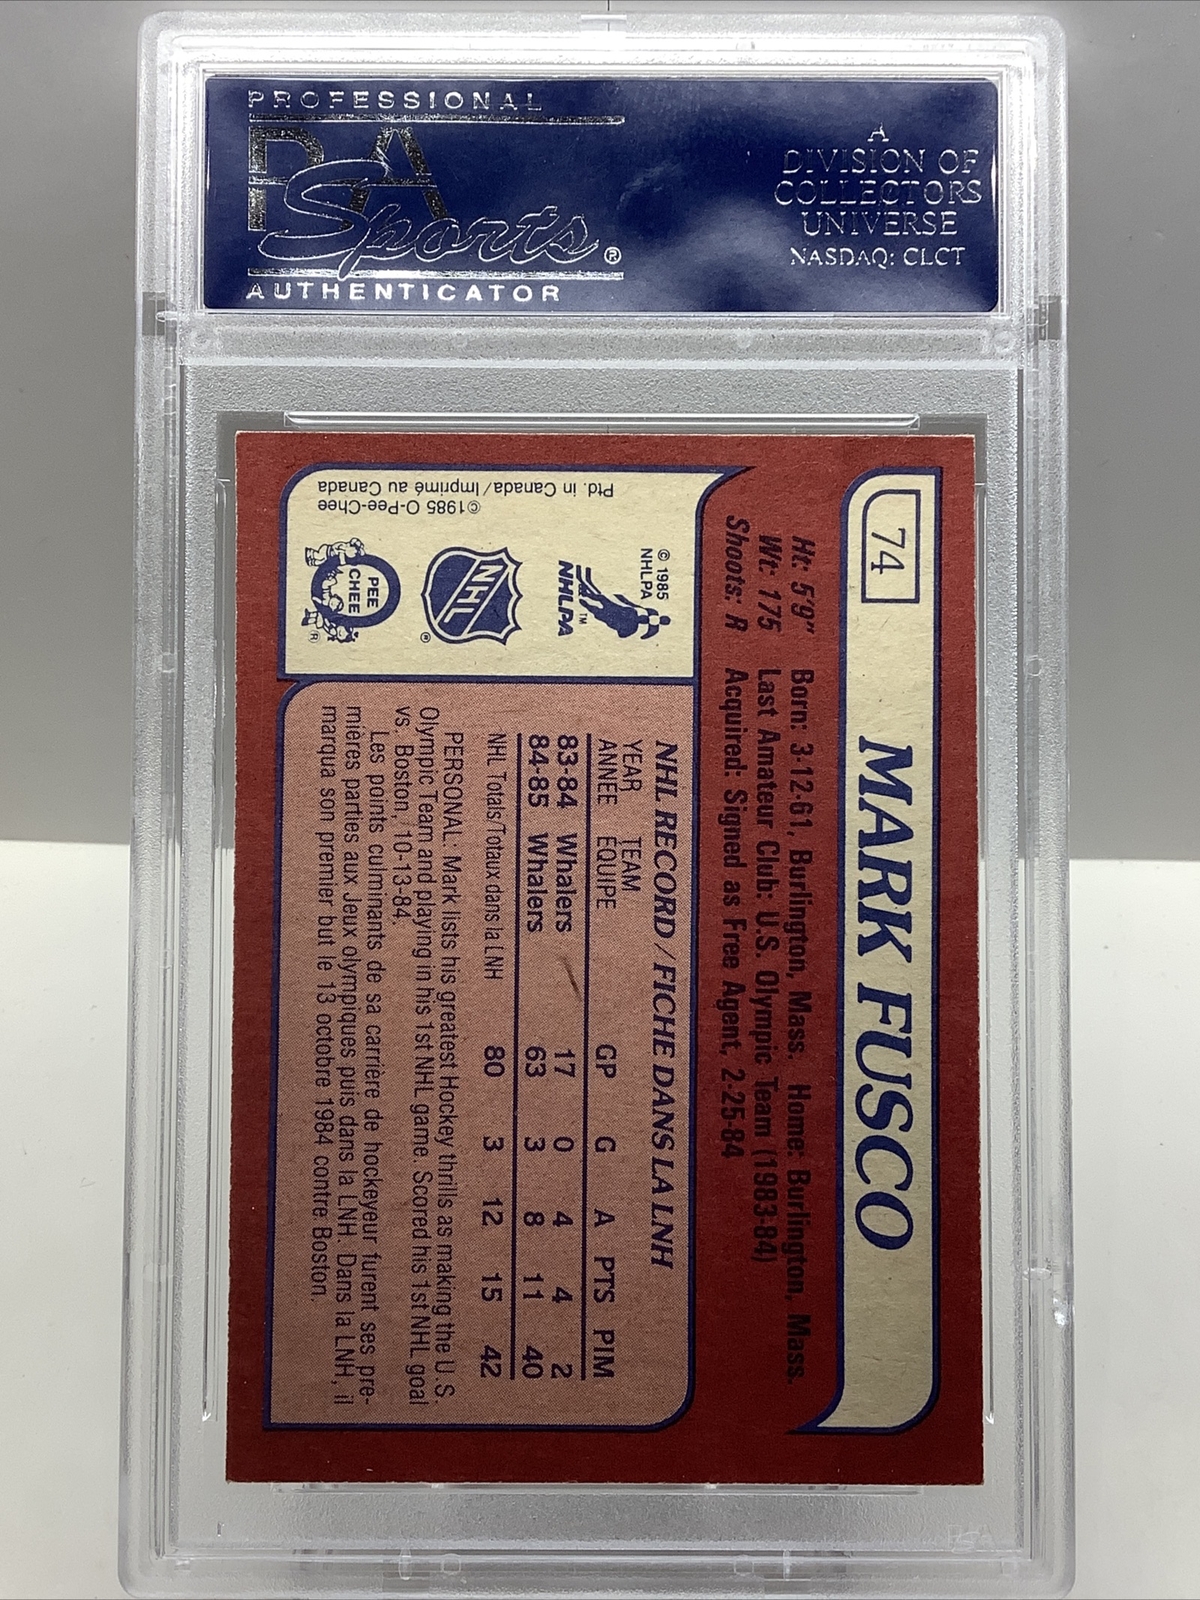 PROFESSIONAL
PSA
Sports®
AUTHENTICATOR
A
DIVISION OF
COLLECTORS
UNIVERSE
NASDAQ: CLCT
74
MARK FUSCO
Ht: 5'9" Born: 3-12-61, Burlington, Mass. Home: Burlington, Mass.
Wt: 175 Last Amateur Club: U.S. Olympic Team (1983-84)
Shoots: R Acquired: Signed as Free Agent, 2-25-84
© 1985
NHLPA
NHLPA™
NHL®
O
PEE
CHEE®
©1985 O-Pee-Chee
Ptd. in Canada/Imprimé au Canada
NHL RECORD/FICHE DANS LA LNH
YEAR TEAM
ANNEE EQUIPE GP G A PTS PIM
83-84 Whalers 17 0 4 4 2
84-85 Whalers 63 3 8 11 40
NHL Totals/Totaux dans la LNH 80 3 12 15 42
PERSONAL: Mark lists his greatest Hockey thrills as making the U.S.
Olympic Team and playing in his 1st NHL game. Scored his 1st NHL goal
vs. Boston, 10-13-84.
Les points culminants de sa carrière de hockeyeur furent ses pre-
mières parties aux Jeux olympiques puis dans la LNH. Dans la LNH, il
marqua son premier but le 13 octobre 1984 contre Boston.
PSA